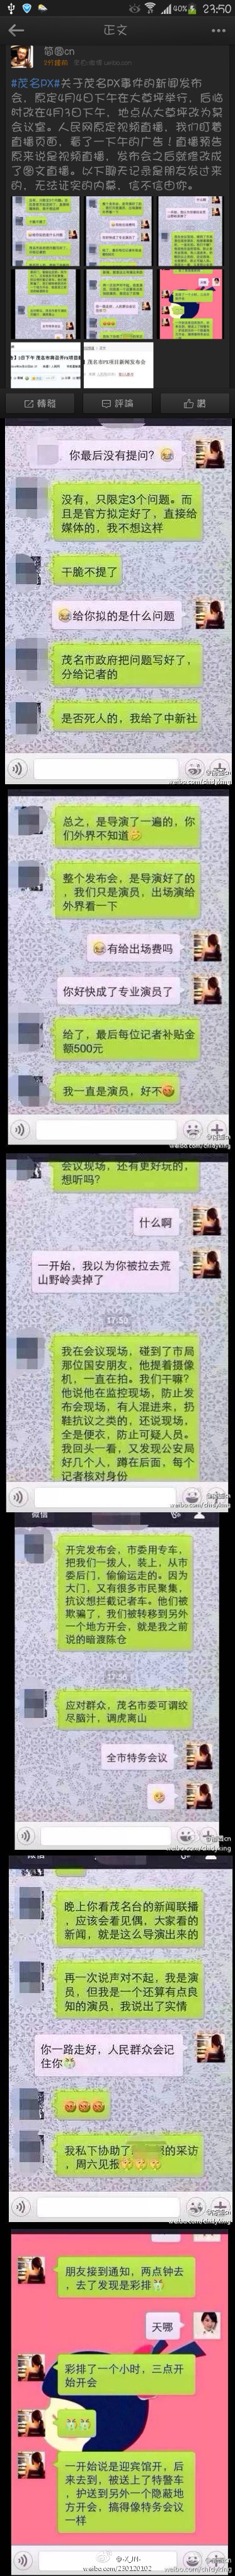 40% 23:50
正文
范围cn
weibo.com
#茂名PX#关于茂名PX事件的新闻发布
会，原定4月4日下午在大草坪举行，后临
时改在4月3日下午，地点从大草坪改为某
会议室。人民网原视频直播，我们盯着
直播页面，看了一下午的广告！直播预告
原来说是视频直播，发布会之后就修改成
了图文直播。以下聊天记录是朋友发过来
的，无法证实的内幕，信不信由你。
茂名PX项目新闻发布会
轉發
評論
讚
你最后没有提问？
没有，只限定3个问题。而
且是官方拟定好了，直接给
媒体的，我不想这样
干脆不提了
给你拟的是什么问题
茂名市政府把问题写好了，
分给记者的
是否死人的，我给了中新社
总之，是导演了一遍的，你
们外界不知道
整个发布会，是导演好了的
，我们只是演员，出场演给
外界看一下
有给出场费吗
你好快成了专业演员了
给了，最后每位记者补贴金
额500元
我一直是演员，好不
会议现场，还有更好玩的，
想听吗？
什么啊
一开始，我以为你被拉去荒
山野岭卖掉了
17:50
我在会议现场，碰到了市局
那位国安朋友，他提着摄像
机，一直在拍。我们干嘛？
他说他在监控现场，防止发
布会现场，有人混进来，扔
鞋抗议之类的，还说现场，
全是便衣，防止可疑人员。
我回头一看，又发现公安局
好几个人，蹲在后面，每个
记者核对身份
微信
开完发布会，市委用专车，
把我们一拨人，装上，从市
委后门，偷偷运走的。因为
大门，又有很多市民聚集，
抗议想拦截记者车。他们被
欺骗了，我们被转移到另外
一个地方开会，就是我之前
说的暗渡陈仓
应对群众，茂名市委可谓绞
尽脑汁，调虎离山
全市特务会议
晚上你看茂名台的新闻联播
，应该会看见偶，大家看的
新闻，就是这么导演出来的
再一次说声对不起，我是演
员，但我是一个还算有点良
知的演员，我说出了实情
你一路走好，人民群众会记
住你
我私下协助了
的采访
，周六见报
朋友接到通知，两点钟去
，去了发现是彩排
天哪
彩排了一个小时，三点开
始开会
一开始说是迎宾馆开，后
来去到，被送上了特警车
，护送到另外一个隐蔽地
方开会，搞得像特务会议
一样
weibo.com/230120102